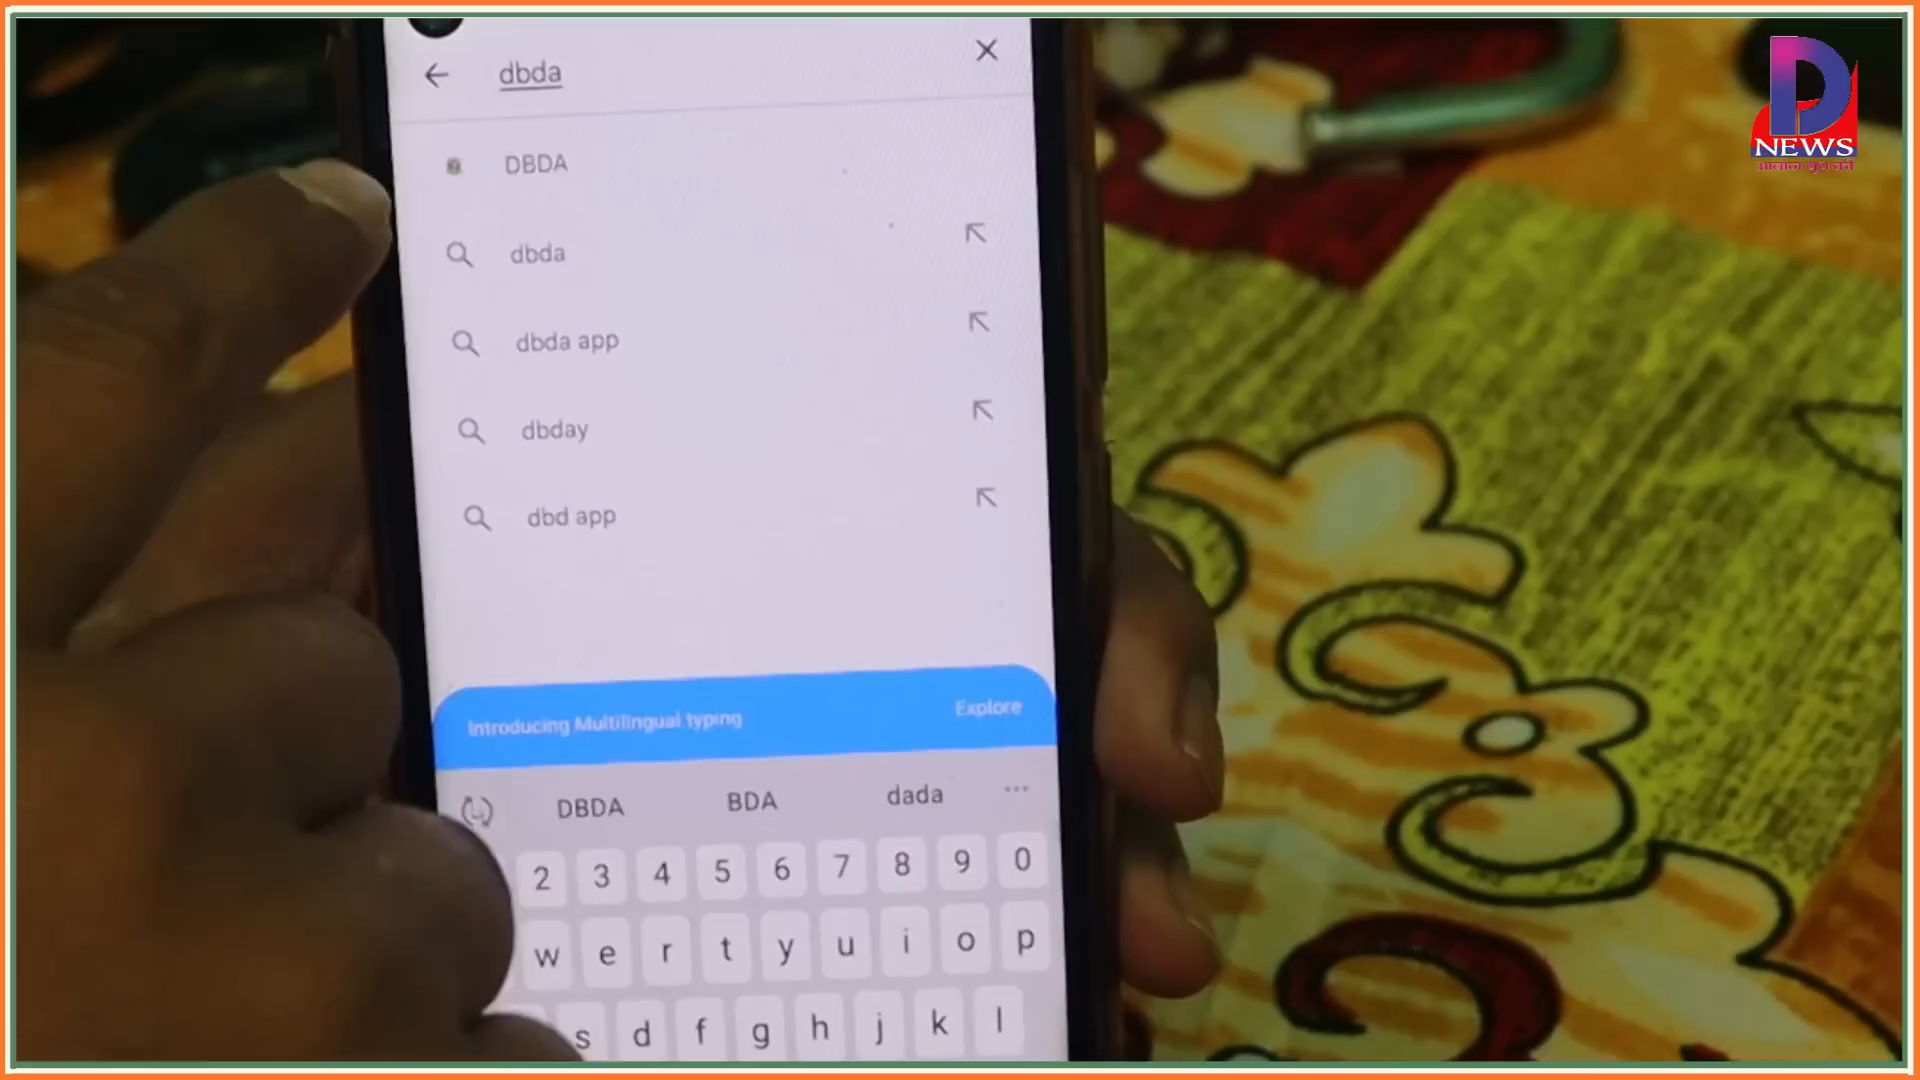 dbda
DBDA
dbda
dbda app
dbday
dbd app
Introducing Multilingual typing Explore
DBDA BDA dada
2 3 4 5 6 7 8 9 0
w e r t y u i o p
s d f g h j k l
NEWS